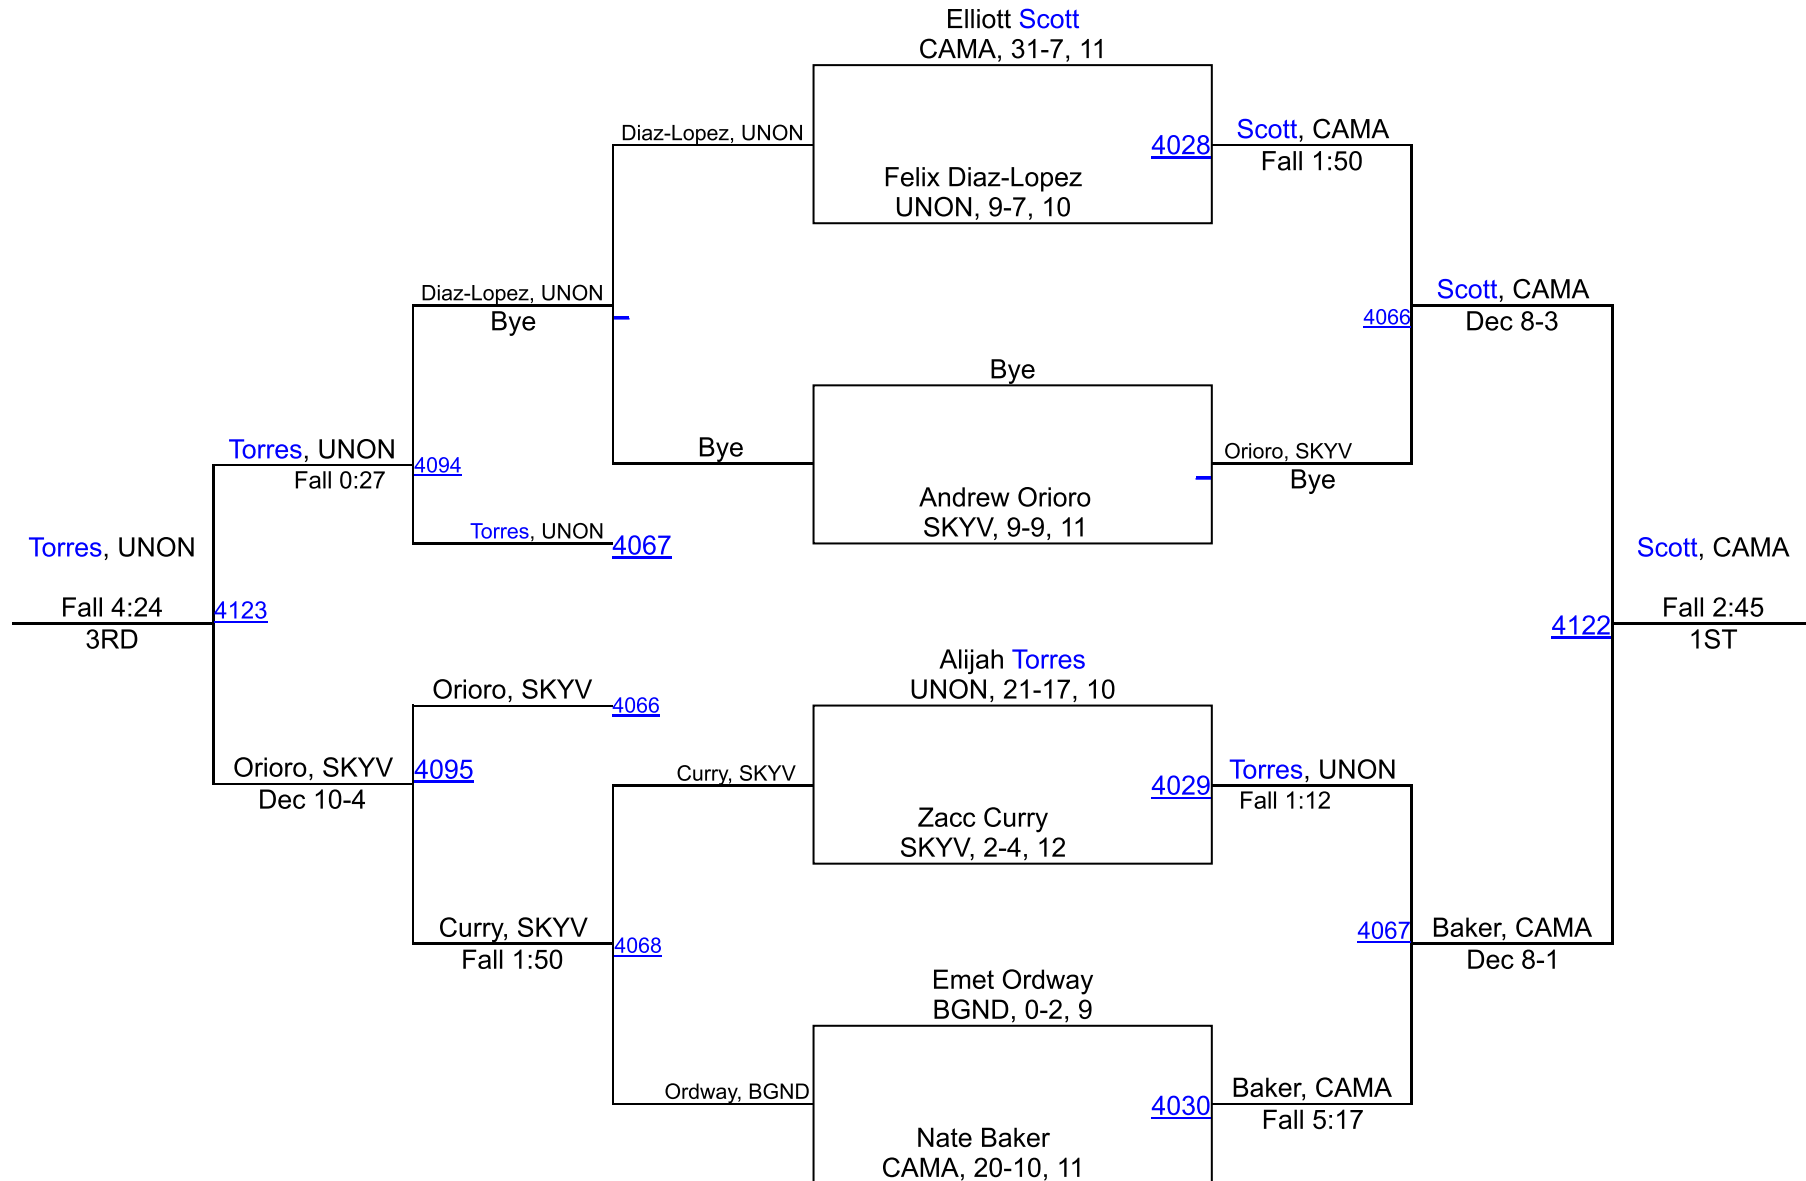 Elliott Scott
CAMA, 31-7, 11
Diaz-Lopez, UNON
4028
Scott, CAMA
Fall 1:50
Felix Diaz-Lopez
UNON, 9-7, 10
Diaz-Lopez, UNON
Bye
4066
Scott, CAMA
Dec 8-3
Bye
Bye
Orioro, SKYV
Bye
Andrew Orioro
SKYV, 9-9, 11
Torres, UNON
Fall 0:27
4094
Torres, UNON
4067
Torres, UNON
Fall 4:24
3RD
4123
Scott, CAMA
Fall 2:45
1ST
4122
Alijah Torres
UNON, 21-17, 10
Orioro, SKYV
4066
Orioro, SKYV
Dec 10-4
4095
Curry, SKYV
4029
Torres, UNON
Fall 1:12
Zacc Curry
SKYV, 2-4, 12
Curry, SKYV
Fall 1:50
4068
4067
Baker, CAMA
Dec 8-1
Emet Ordway
BGND, 0-2, 9
Ordway, BGND
4030
Baker, CAMA
Fall 5:17
Nate Baker
CAMA, 20-10, 11